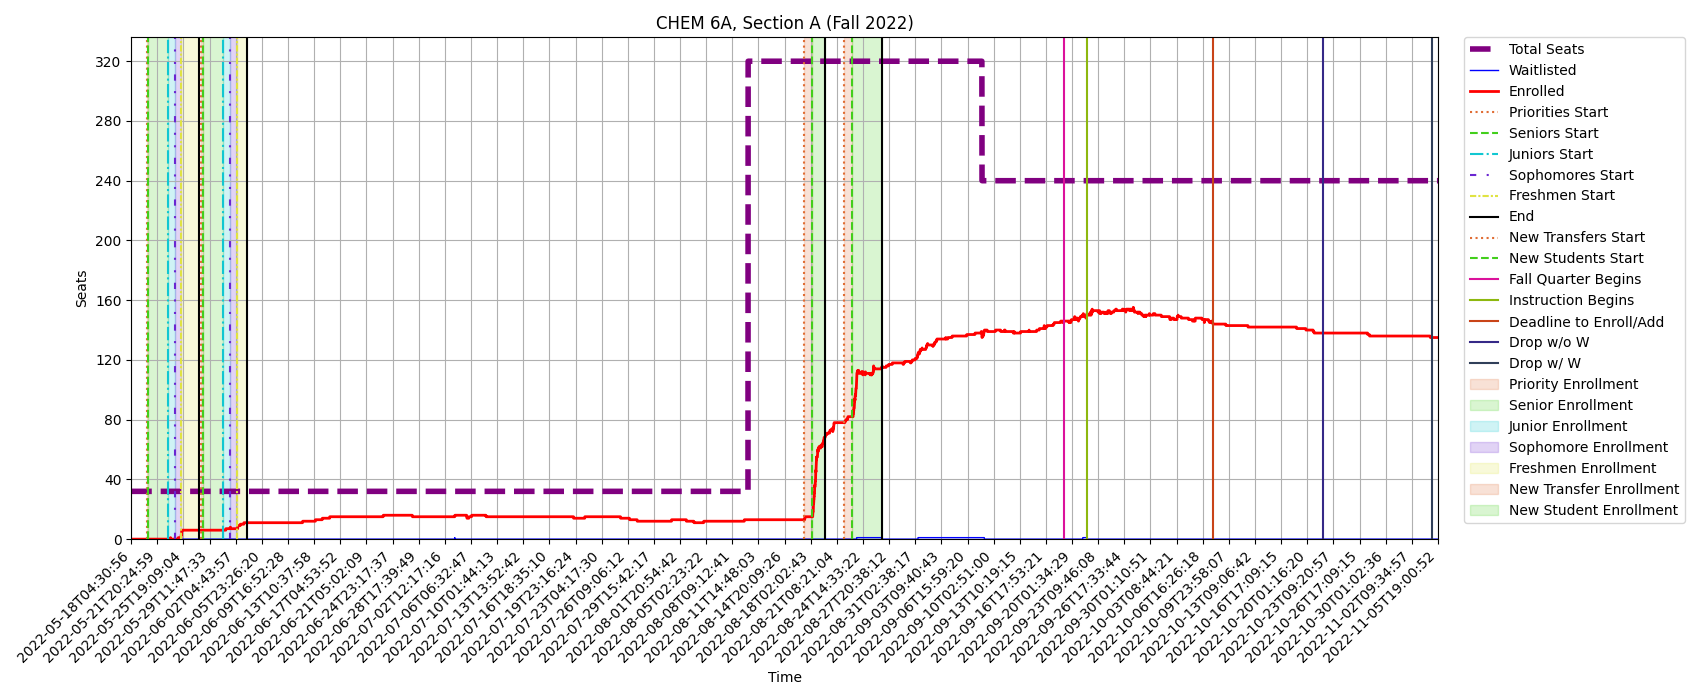 CHEM 6A, Section A (Fall 2022)
320
280
240
200
160
120
80
40
0
Seats
2022-05-18T04:30:56
2022-05-21T20:24:59
2022-05-25T19:09:04
2022-05-29T11:47:33
2022-06-02T04:43:57
2022-06-05T23:26:20
2022-06-09T16:52:28
2022-06-13T10:37:58
2022-06-17T04:53:52
2022-06-21T05:02:09
2022-06-24T23:17:37
2022-06-28T17:39:49
2022-07-02T12:17:16
2022-07-06T06:32:47
2022-07-10T01:44:13
2022-07-13T13:52:42
2022-07-16T18:35:10
2022-07-19T23:16:24
2022-07-23T04:17:30
2022-07-26T09:06:12
2022-07-29T15:42:17
2022-08-01T20:54:42
2022-08-05T02:23:22
2022-08-08T09:12:41
2022-08-11T14:48:03
2022-08-14T20:09:26
2022-08-18T03:02:43
2022-08-21T08:21:04
2022-08-24T14:33:22
2022-08-27T20:38:12
2022-08-31T02:38:17
2022-09-03T09:40:43
2022-09-06T15:59:20
2022-09-10T02:51:00
2022-09-13T10:19:15
2022-09-16T17:53:21
2022-09-20T01:34:29
2022-09-23T09:46:08
2022-09-26T17:33:44
2022-09-30T01:10:51
2022-10-03T08:44:21
2022-10-06T16:26:18
2022-10-09T23:58:07
2022-10-13T09:06:42
2022-10-16T17:09:15
2022-10-20T01:16:20
2022-10-23T09:20:57
2022-10-26T17:09:15
2022-10-30T01:02:36
2022-11-02T09:34:57
2022-11-05T19:00:52
Time
Total Seats
Waitlisted
Enrolled
Priorities Start
Seniors Start
Juniors Start
Sophomores Start
Freshmen Start
End
New Transfers Start
New Students Start
Fall Quarter Begins
Instruction Begins
Deadline to Enroll/Add
Drop w/o W
Drop w/ W
Priority Enrollment
Senior Enrollment
Junior Enrollment
Sophomore Enrollment
Freshmen Enrollment
New Transfer Enrollment
New Student Enrollment